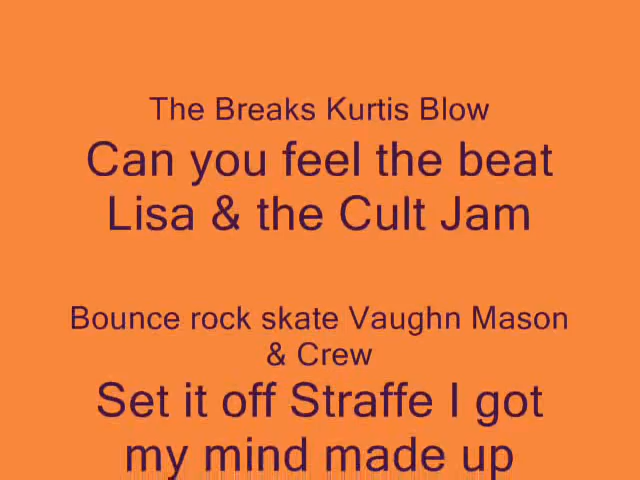 The Breaks Kurtis Blow
Can you feel the beat
Lisa & the Cult Jam
Bounce rock skate Vaughn Mason
& Crew
Set it off Straffe I got
my mind made up